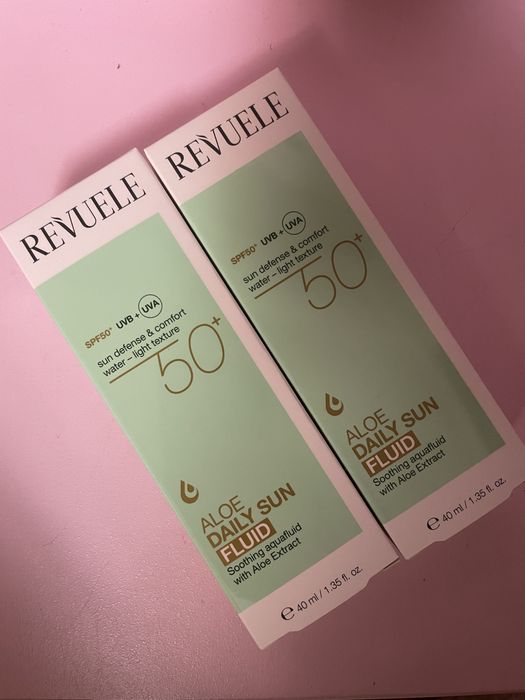 REVUELE
SPF50+ UVB + UVA
sun defense & comfort
water – light texture
50+
ALOE
DAILY SUN
FLUID
Soothing aquafluid
with Aloe Extract
℮ 40 ml / 1.35 fl. oz.
REVUELE
SPF50+ UVB + UVA
sun defense & comfort
water – light texture
50+
ALOE
DAILY SUN
FLUID
Soothing aquafluid
with Aloe Extract
℮ 40 ml / 1.35 fl. oz.